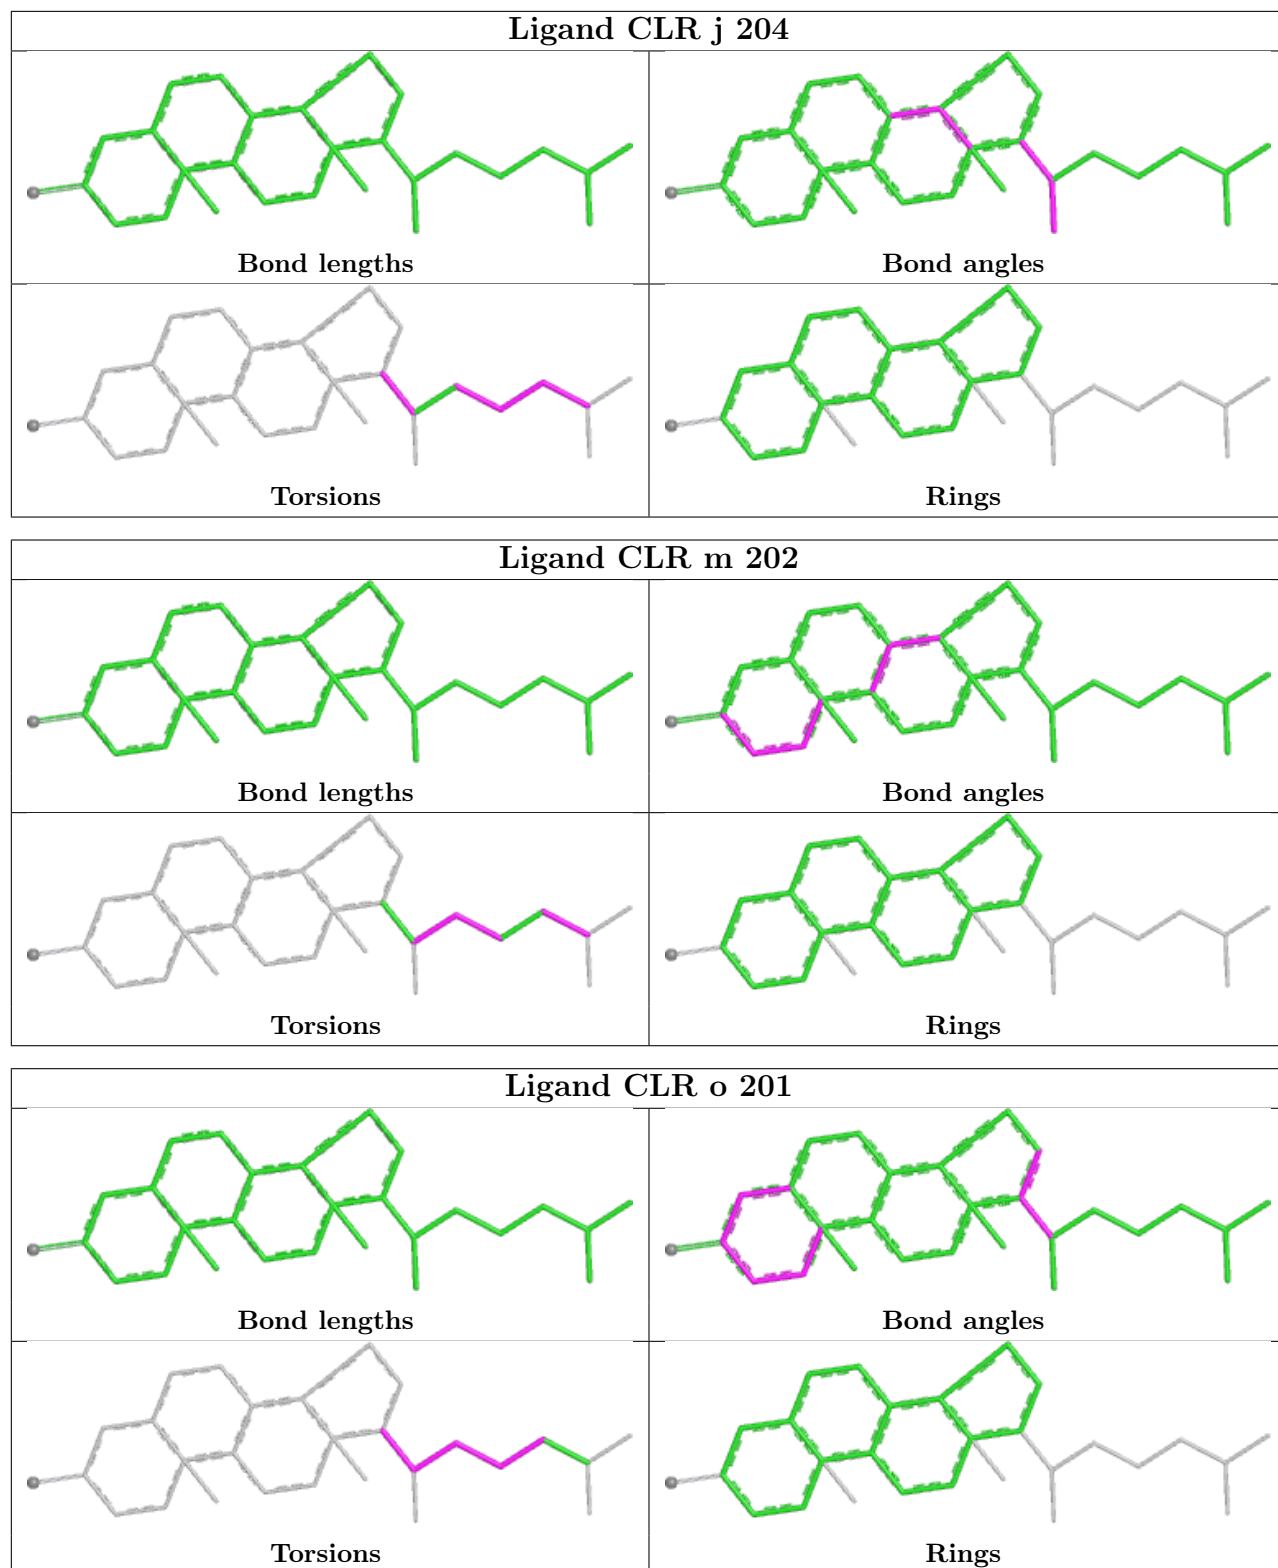 Ligand CLR j 204
Bond lengths
Bond angles
Torsions
Rings
Ligand CLR m 202
Bond lengths
Bond angles
Torsions
Rings
Ligand CLR o 201
Bond lengths
Bond angles
Torsions
Rings